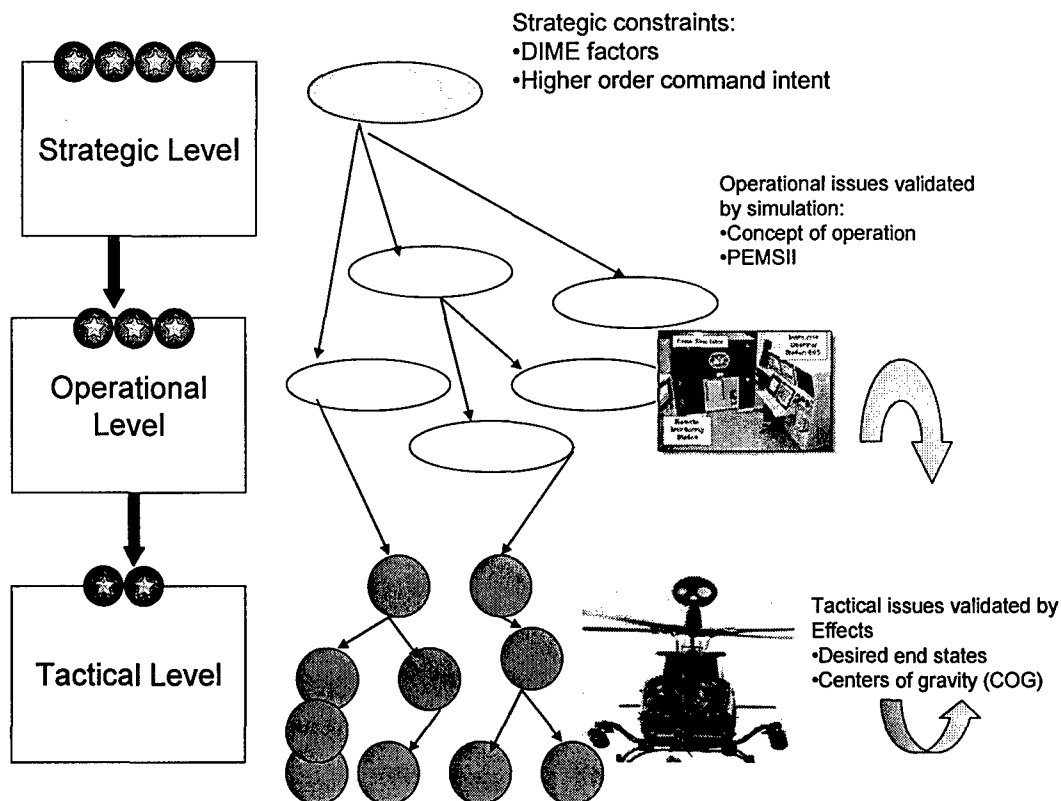 Strategic constraints:
•DIME factors
•Higher order command intent
Strategic Level
Operational issues validated
by simulation:
•Concept of operation
•PEMSII
Operational
Level
Tactical issues validated by
Effects
•Desired end states
•Centers of gravity (COG)
Tactical Level